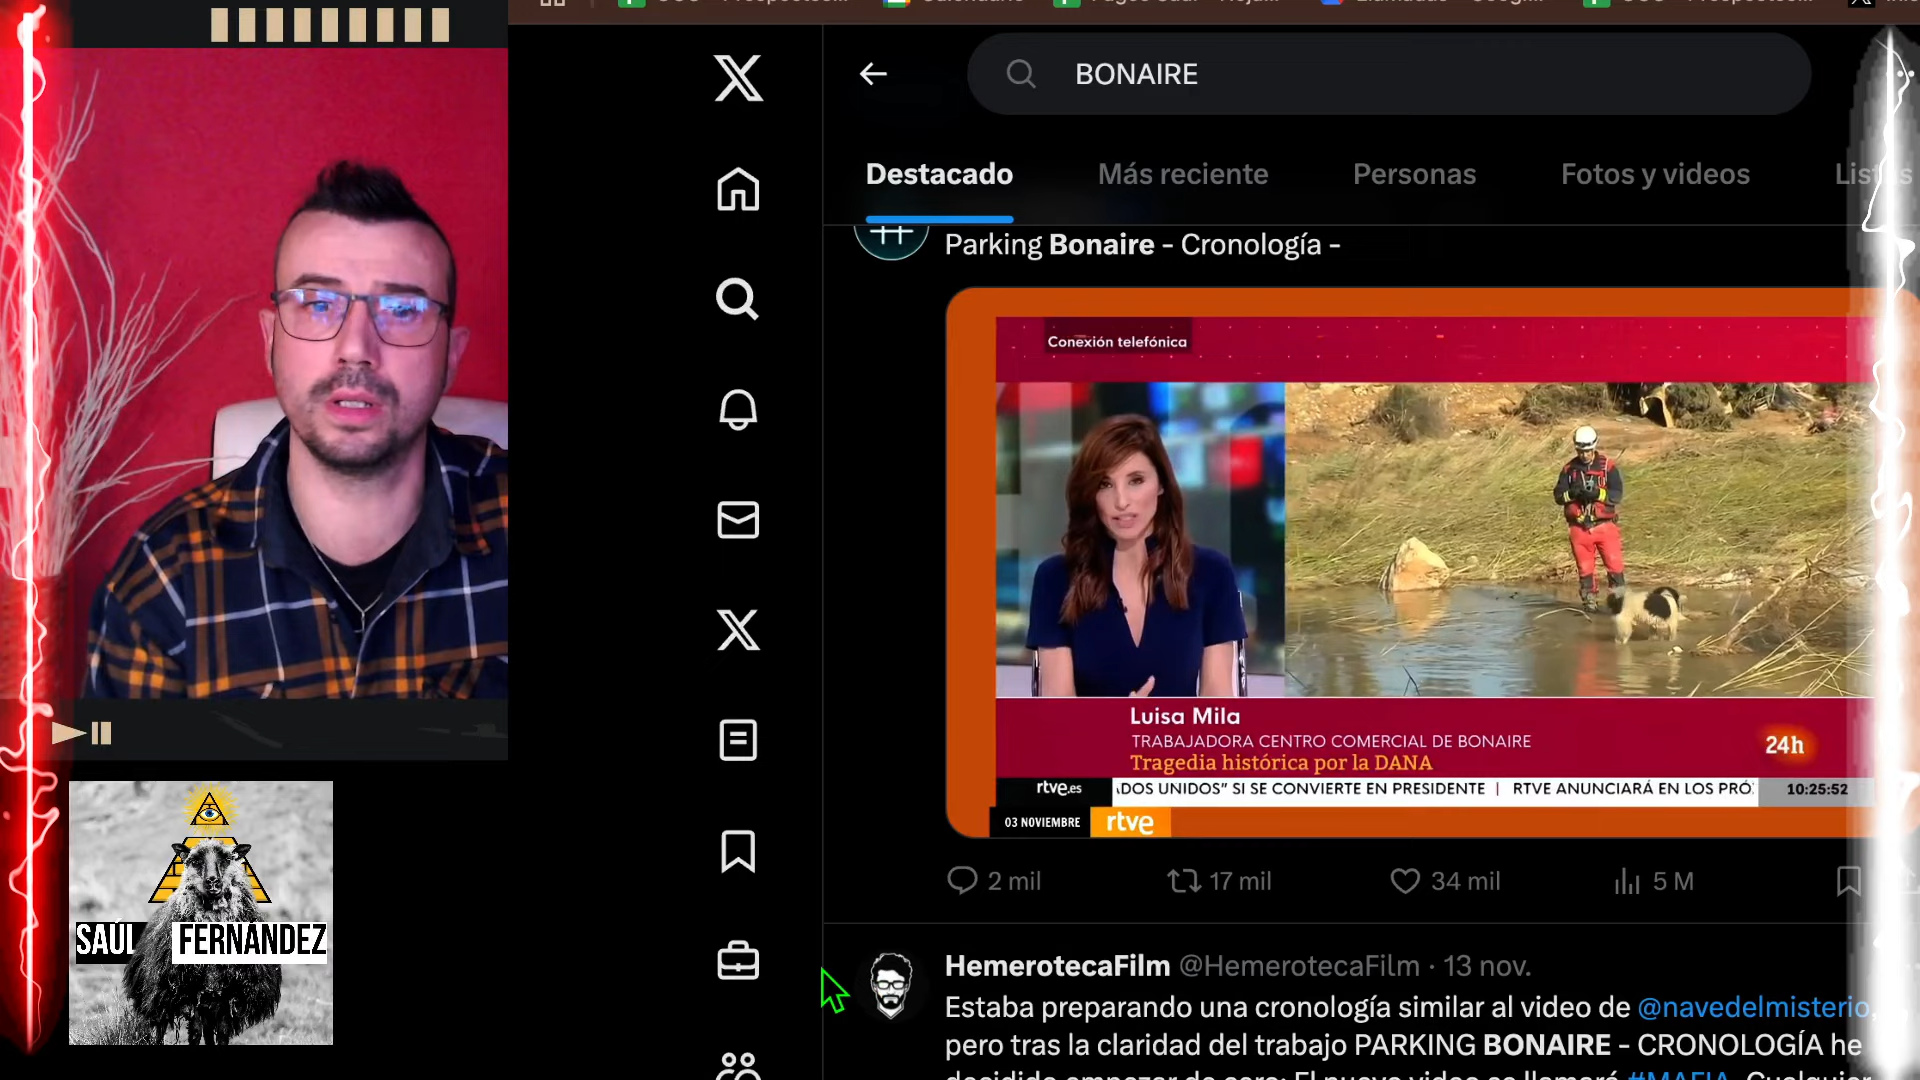 BONAIRE
Destacado
Más reciente
Personas
Fotos y videos
Listas
Parking Bonaire - Cronología -
Conexión telefónica
Luisa Mila
TRABAJADORA CENTRO COMERCIAL DE BONAIRE
Tragedia histórica por la DANA
24h
rtve.es
DOS UNIDOS" SI SE CONVIERTE EN PRESIDENTE | RTVE ANUNCIARÁ EN LOS PRÓ
10:25:52
03 NOVIEMBRE
rtve
2 mil
17 mil
34 mil
5 M
SAÚL FERNÁNDEZ
HemerotecaFilm @HemerotecaFilm · 13 nov.
Estaba preparando una cronología similar al video de @navedelmisterio,
pero tras la claridad del trabajo PARKING BONAIRE - CRONOLOGÍA he